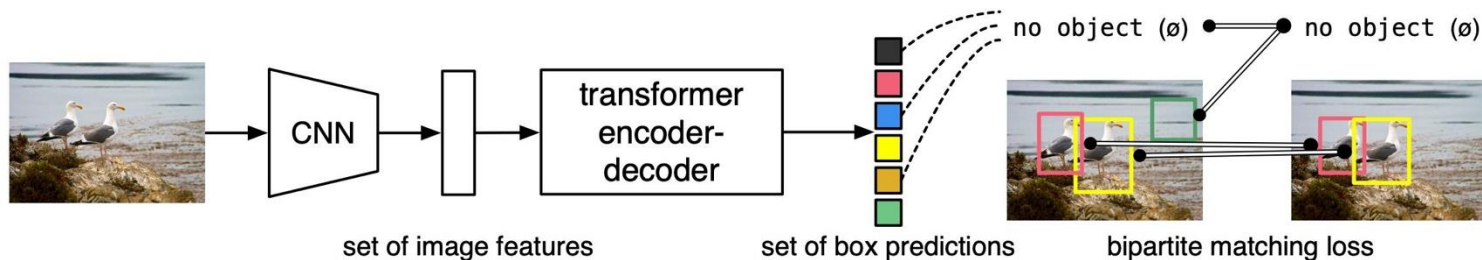 no object (ø)
no object (ø)
CNN
transformer
encoder-
decoder
set of image features
set of box predictions
bipartite matching loss